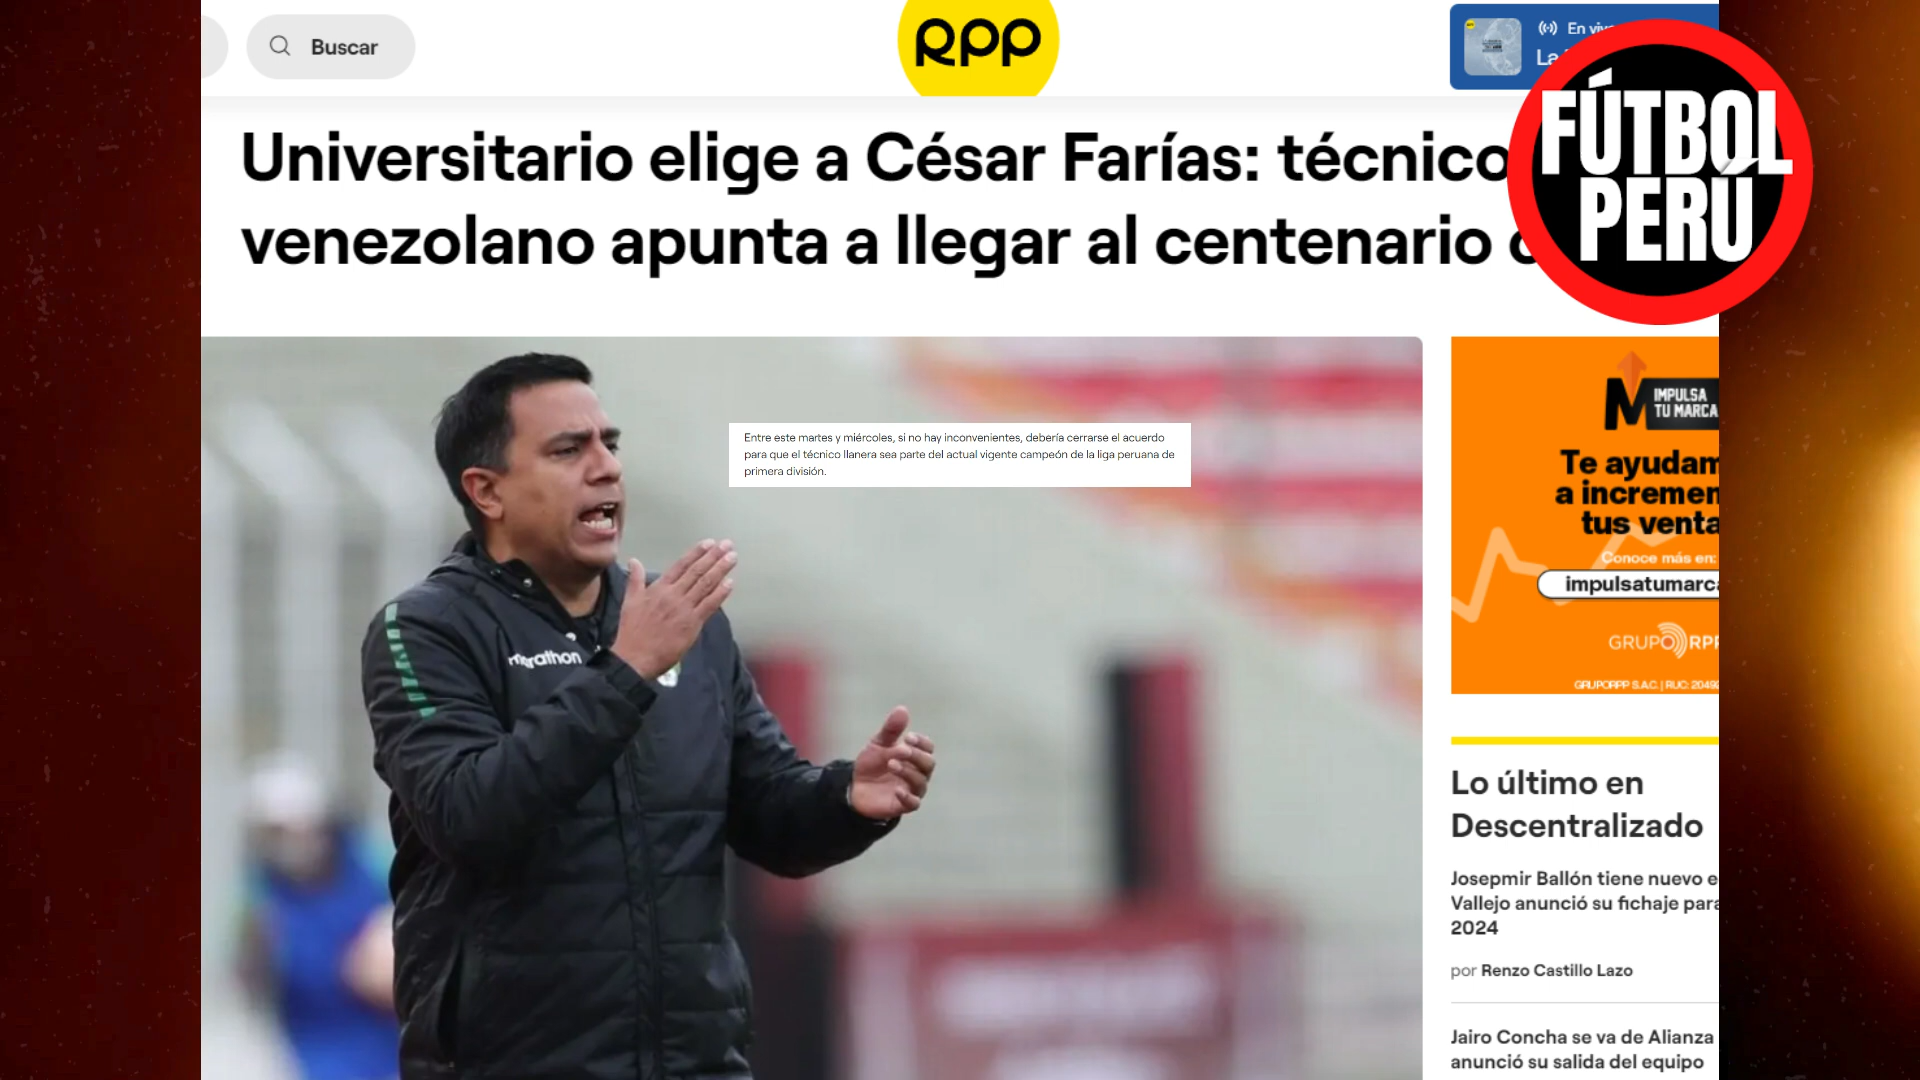 Buscar
RPP
En viv
La
FÚTBOL
PERÚ
Universitario elige a César Farías: técnico
venezolano apunta a llegar al centenario
Entre este martes y miércoles, si no hay inconvenientes, debería cerrarse el acuerdo
para que el técnico llanera sea parte del actual vigente campeón de la liga peruana de
primera división.
marathon
M IMPULSA
TU MARCA
Te ayudam
a incremen
tus venta
Conoce más en:
impulsatumarca
GRUPO RPP
GRUPORPP S.A.C. | RUC: 20492
Lo último en
Descentralizado
Josepmir Ballón tiene nuevo e
Vallejo anunció su fichaje para
2024
por Renzo Castillo Lazo
Jairo Concha se va de Alianza
anunció su salida del equipo